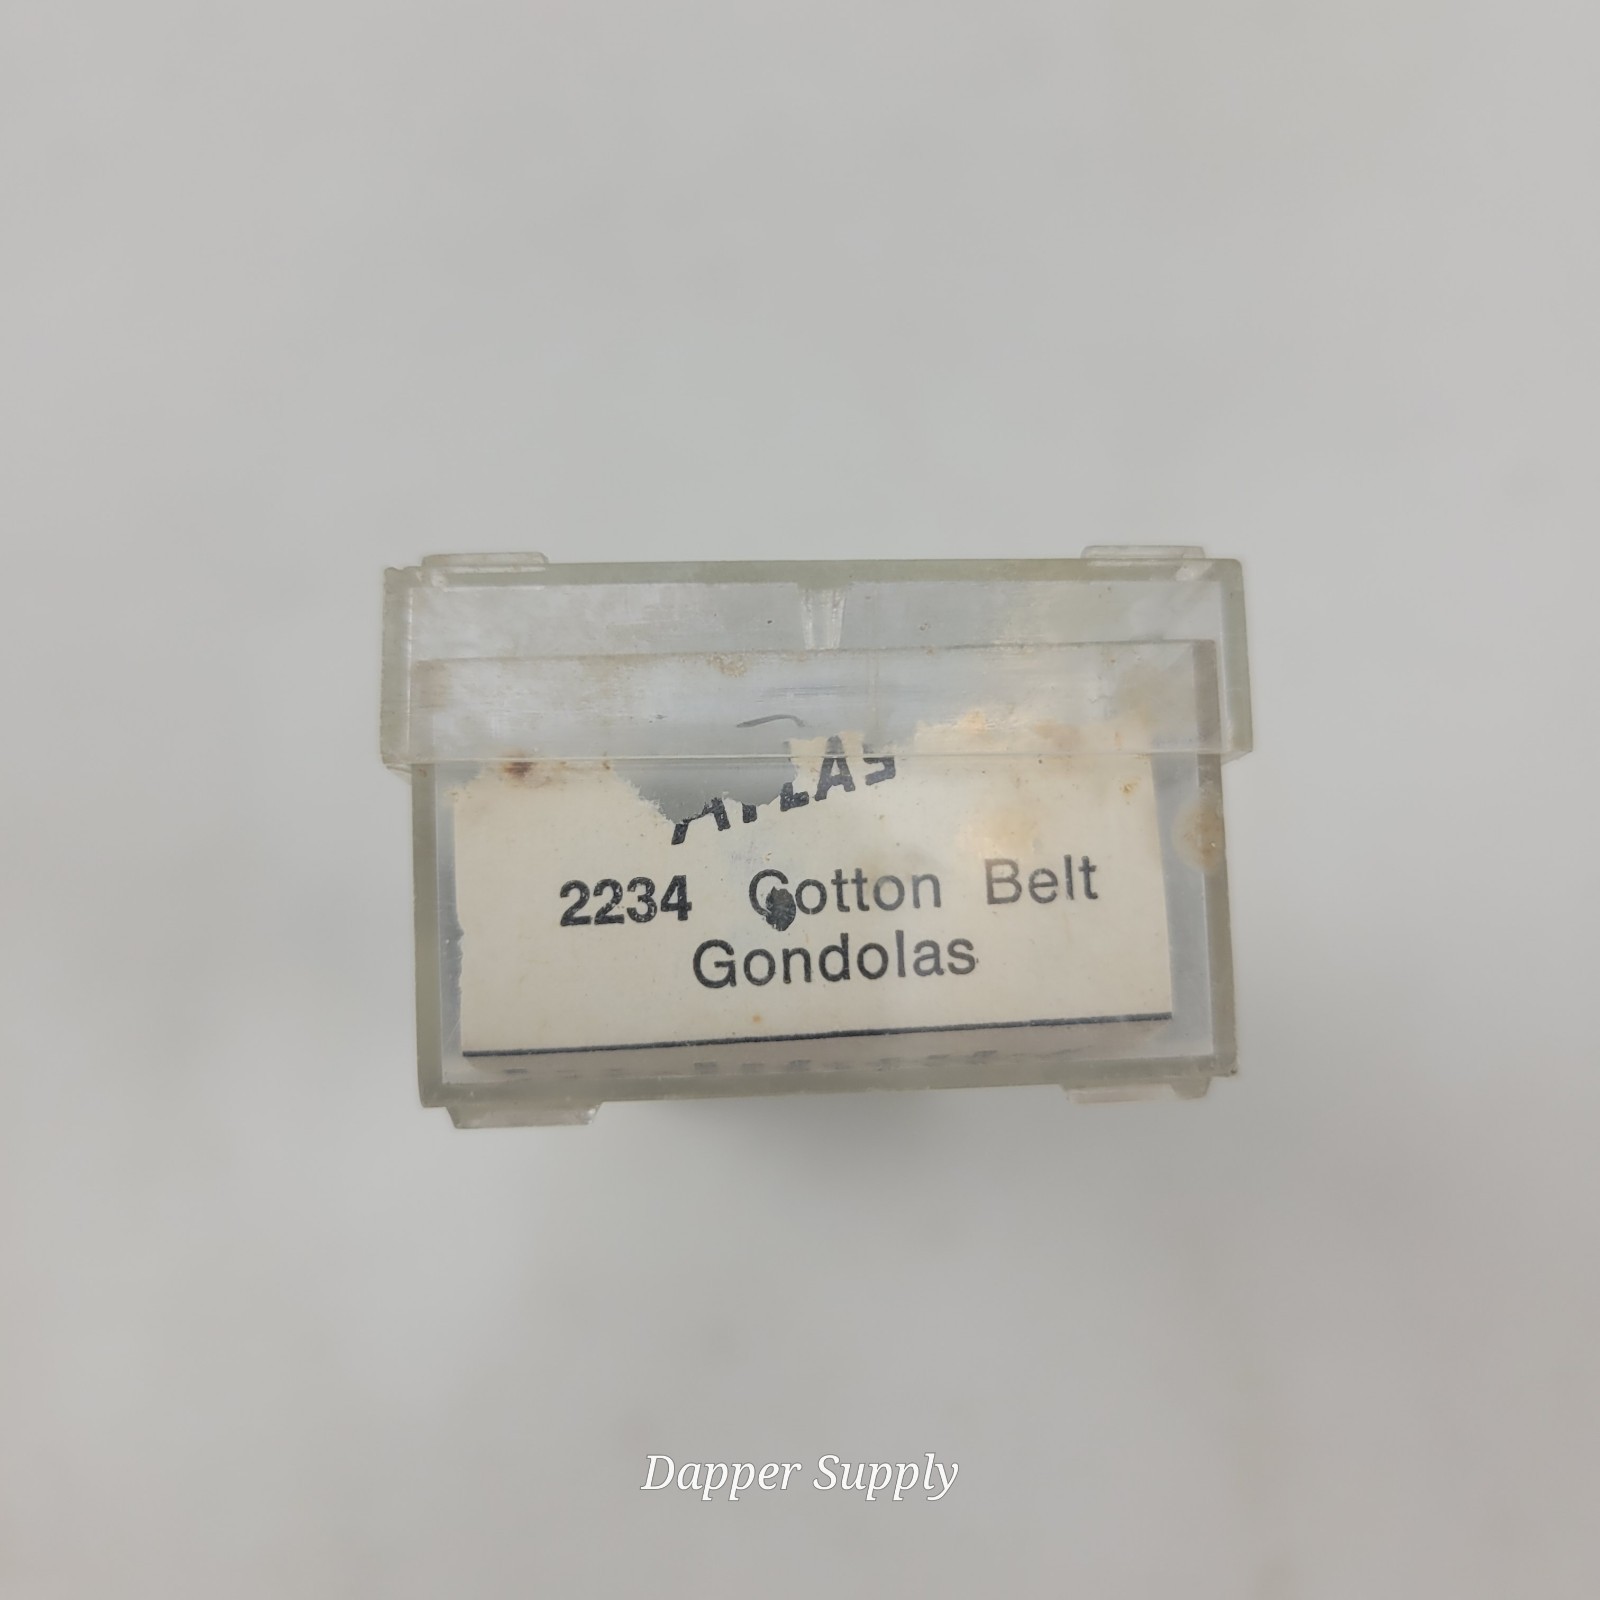 ATLAS
2234 Cotton Belt
Gondolas
Dapper Supply